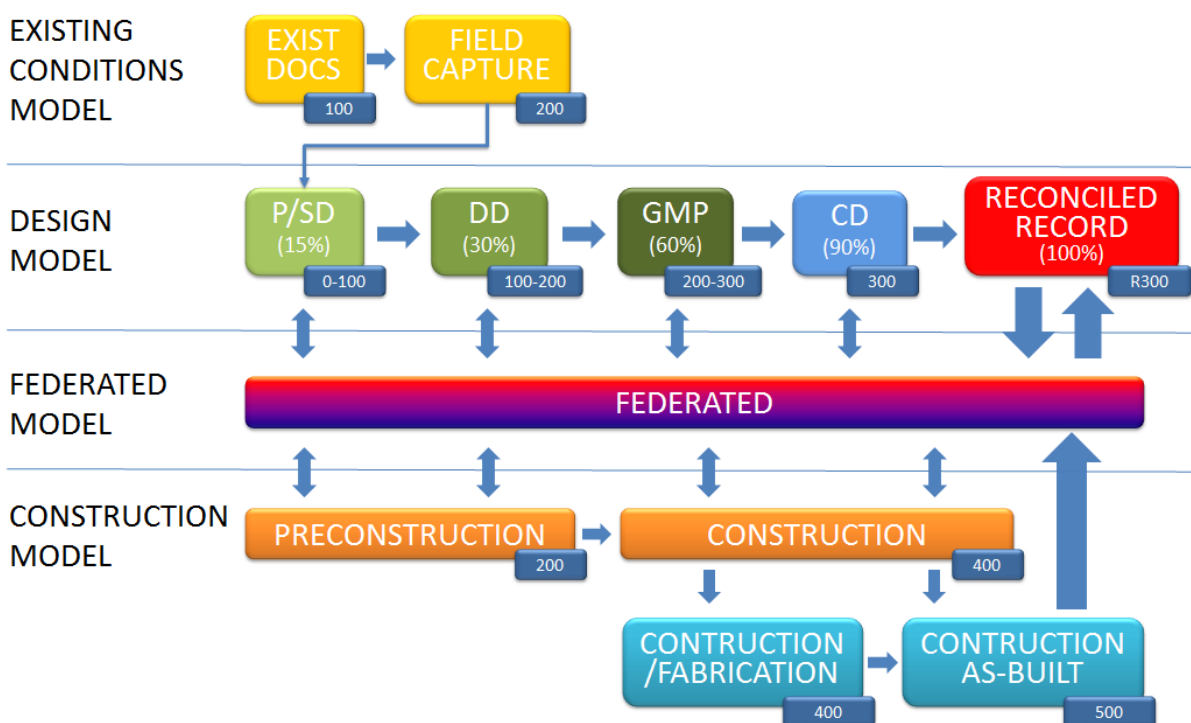 EXISTING
CONDITIONS
MODEL
EXIST
DOCS
100
FIELD
CAPTURE
200
DESIGN
MODEL
P/SD
(15%)
0-100
DD
(30%)
100-200
GMP
(60%)
200-300
CD
(90%)
300
RECONCILED
RECORD
(100%)
R300
FEDERATED
MODEL
FEDERATED
CONSTRUCTION
MODEL
PRECONSTRUCTION
200
CONSTRUCTION
400
CONTRUCTION
/FABRICATION
400
CONTRUCTION
AS-BUILT
500